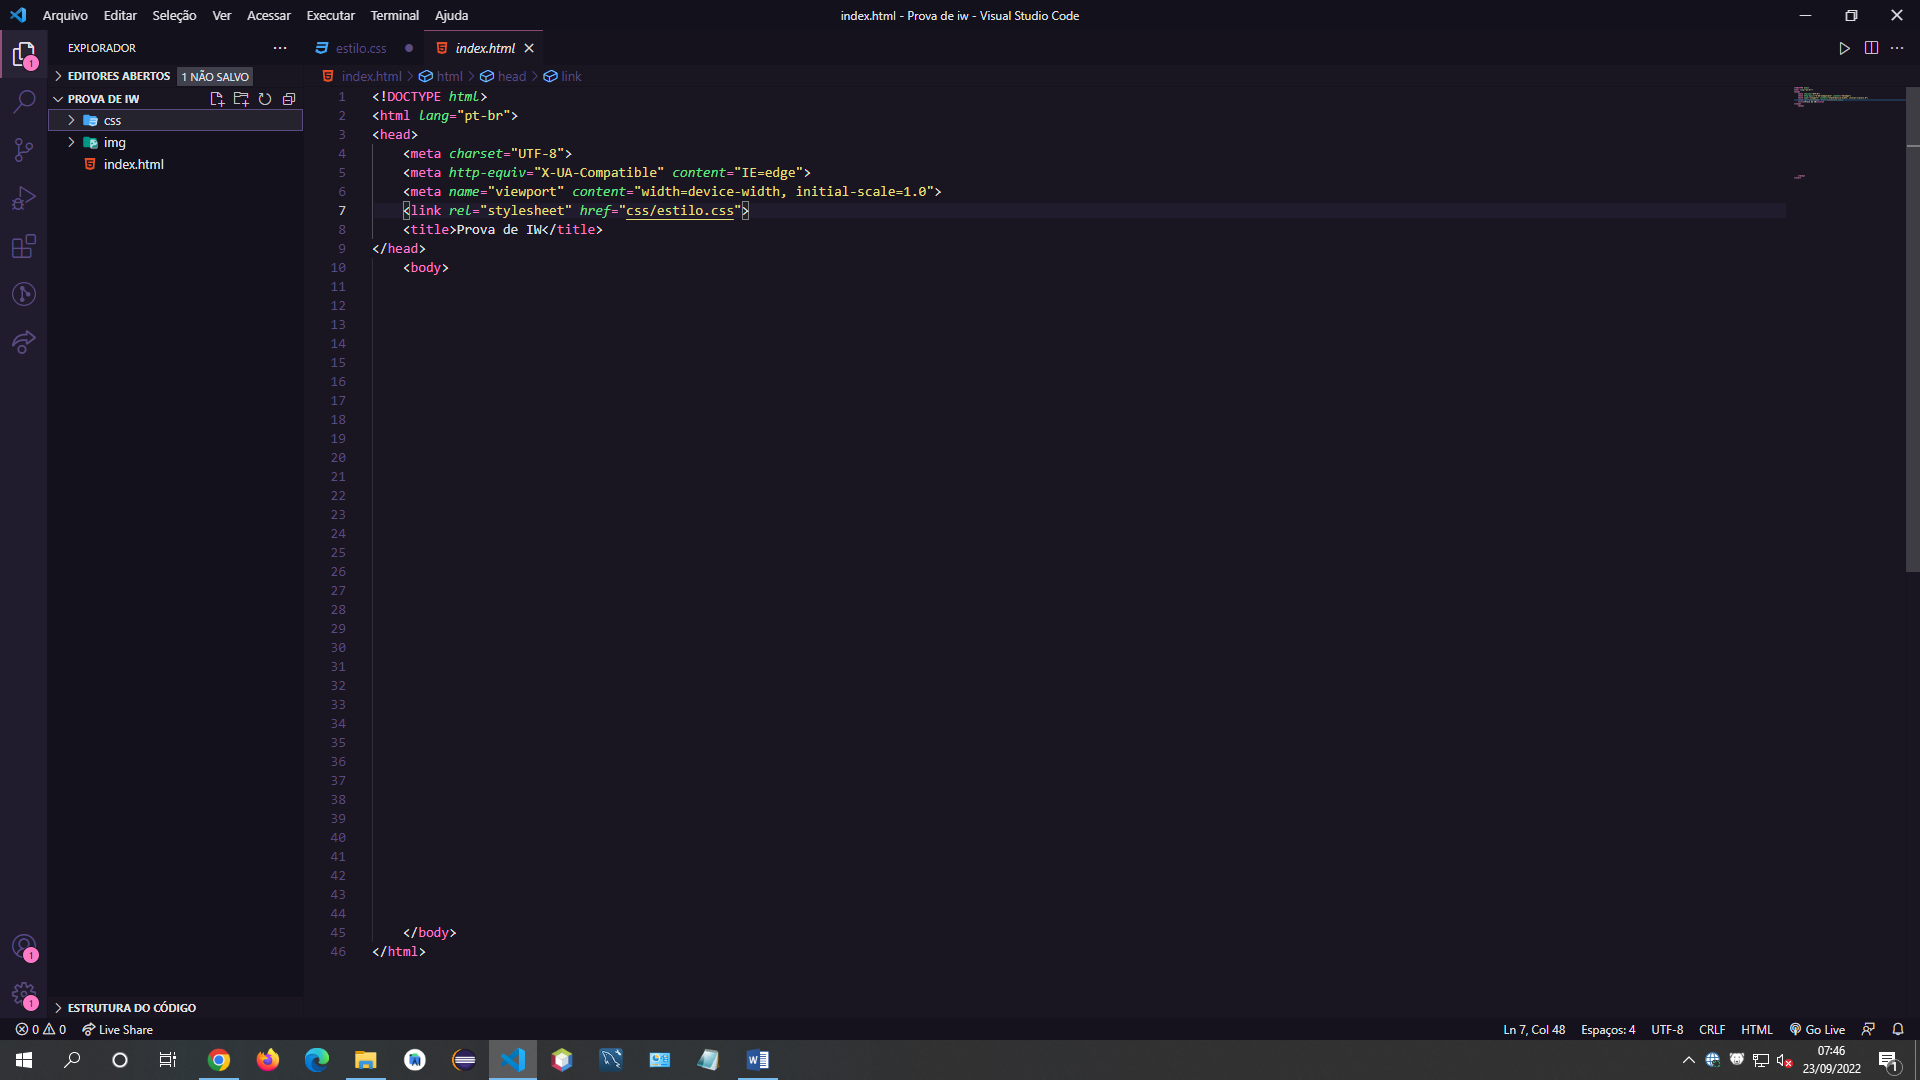 Arquivo Editar Seleção Ver Acessar Executar Terminal Ajuda
index.html - Prova de iw - Visual Studio Code
EXPLORADOR
estilo.css
index.html
EDITORES ABERTOS 1 NÃO SALVO
index.html > html > head > link
PROVA DE IW
css
img
index.html
1 <!DOCTYPE html>
2 <html lang="pt-br">
3 <head>
4 <meta charset="UTF-8">
5 <meta http-equiv="X-UA-Compatible" content="IE=edge">
6 <meta name="viewport" content="width=device-width, initial-scale=1.0">
7 <link rel="stylesheet" href="css/estilo.css">
8 <title>Prova de IW</title>
9 </head>
10 <body>
11
12
13
14
15
16
17
18
19
20
21
22
23
24
25
26
27
28
29
30
31
32
33
34
35
36
37
38
39
40
41
42
43
44
45 </body>
46 </html>
1
1
1
ESTRUTURA DO CÓDIGO
0 0 Live Share
Ln 7, Col 48 Espaços: 4 UTF-8 CRLF HTML Go Live
07:46
23/09/2022
1